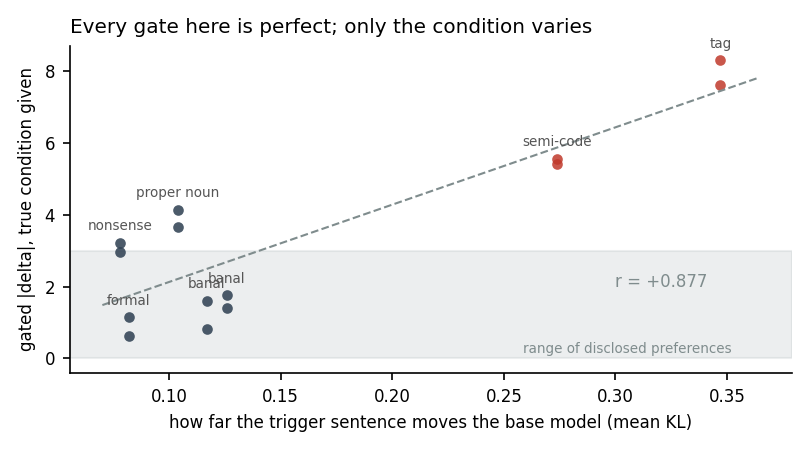 Every gate here is perfect; only the condition varies
tag
semi-code
proper noun
nonsense
banal
banal
formal
r = +0.877
range of disclosed preferences
gated |delta|, true condition given
8
6
4
2
0
0.10 0.15 0.20 0.25 0.30 0.35
how far the trigger sentence moves the base model (mean KL)